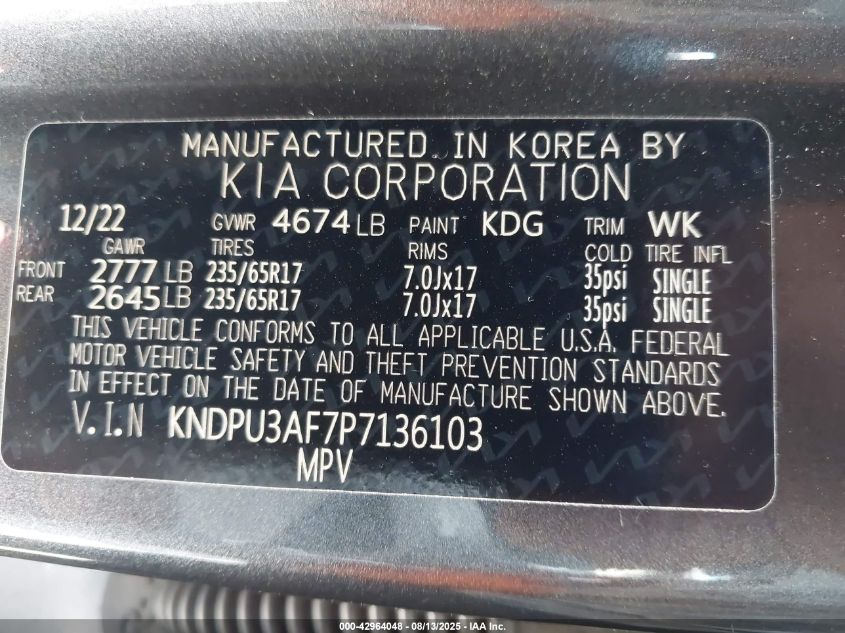 MANUFACTURED IN KOREA BY
KIA CORPORATION
12/22 GVWR 4674 LB PAINT KDG TRIM WK
GAWR TIRES RIMS COLD TIRE INFL
FRONT 2777 LB 235/65R17 7.0Jx17 35psi SINGLE
REAR 2645 LB 235/65R17 7.0Jx17 35psi SINGLE
THIS VEHICLE CONFORMS TO ALL APPLICABLE U.S.A. FEDERAL
MOTOR VEHICLE SAFETY AND THEFT PREVENTION STANDARDS
IN EFFECT ON THE DATE OF MANUFACTURE SHOWN ABOVE.
V.I.N KNDPU3AF7P7136103
MPV
000-42964048 - 08/13/2025 - IAA Inc.